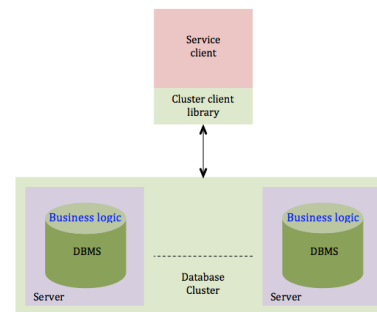 Service
client
Cluster client
library
Business logic
DBMS
Server
Database
Cluster
Business logic
DBMS
Server